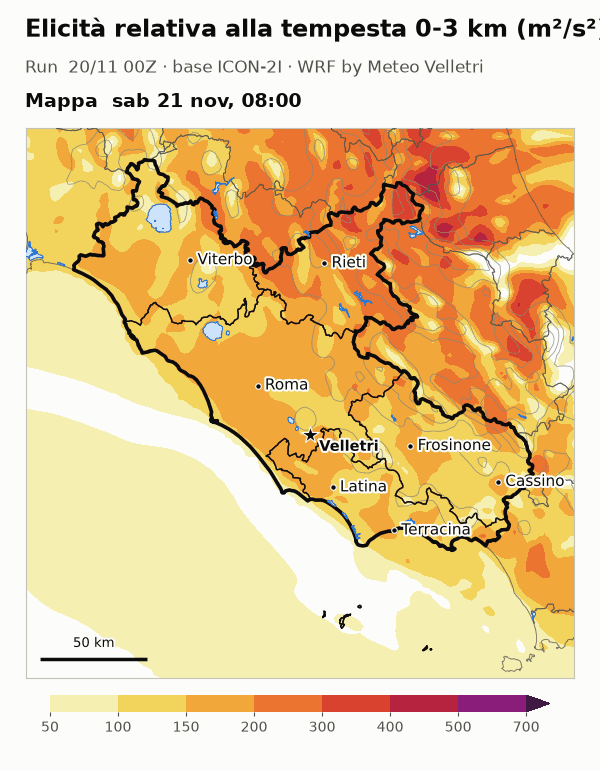 Elicità relativa alla tempesta 0-3 km (m²/s²)
Run 20/11 00Z · base ICON-2I · WRF by Meteo Velletri
Mappa sab 21 nov, 08:00
Viterbo
Rieti
Roma
Velletri
Frosinone
Latina
Cassino
Terracina
50 km
50 100 150 200 300 400 500 700